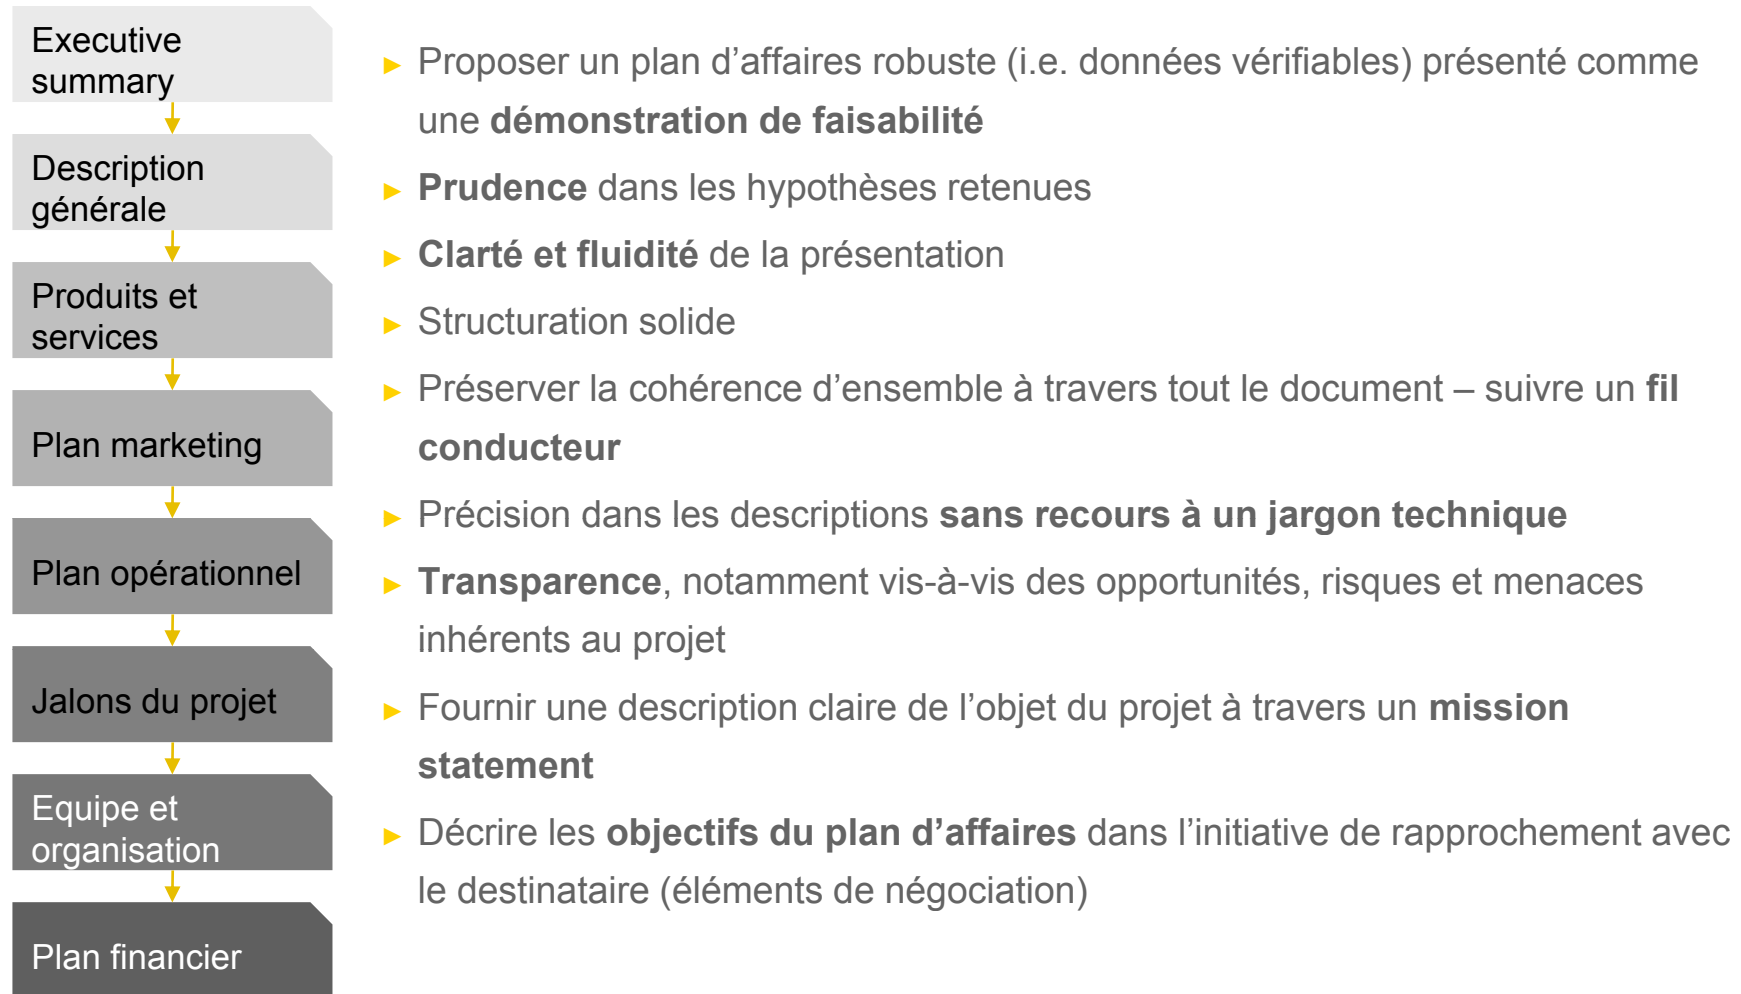 Executive
summary
Description
générale
Produits et
services
Plan marketing
Plan opérationnel
Jalons du projet
Equipe et
organisation
Plan financier
► Proposer un plan d’affaires robuste (i.e. données vérifiables) présenté comme
une démonstration de faisabilité
► Prudence dans les hypothèses retenues
► Clarté et fluidité de la présentation
► Structuration solide
► Préserver la cohérence d’ensemble à travers tout le document – suivre un fil
conducteur
► Précision dans les descriptions sans recours à un jargon technique
► Transparence, notamment vis-à-vis des opportunités, risques et menaces
inhérents au projet
► Fournir une description claire de l’objet du projet à travers un mission
statement
► Décrire les objectifs du plan d’affaires dans l’initiative de rapprochement avec
le destinataire (éléments de négociation)